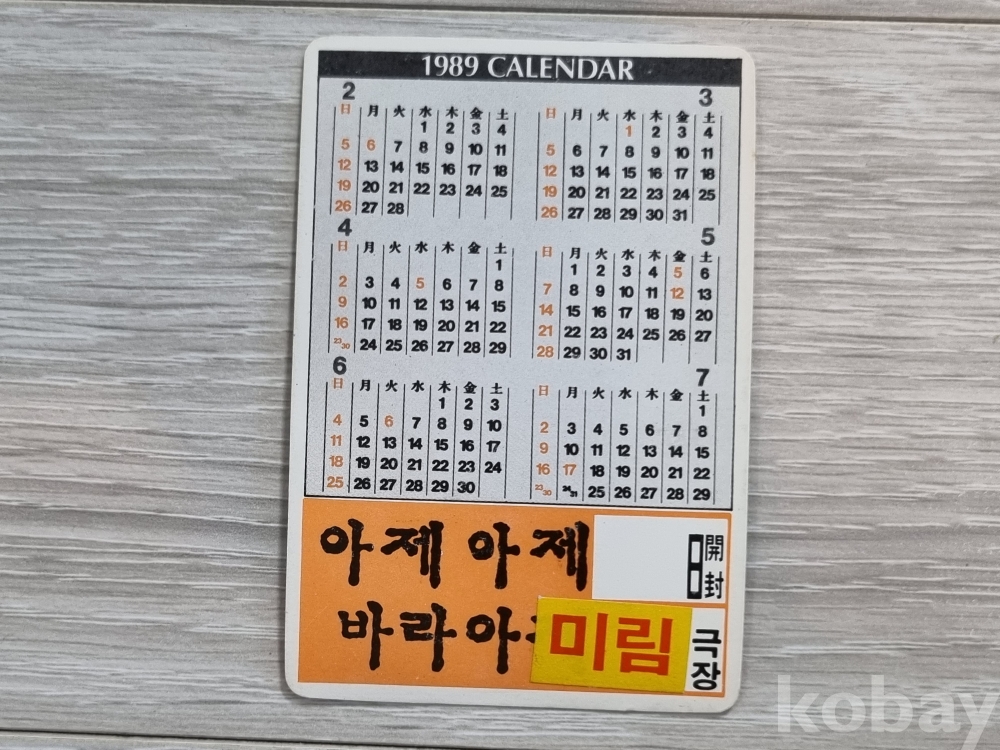 1989 CALENDAR
2
日 月 火 水 木 金 土
1 2 3 4
5 6 7 8 9 10 11
12 13 14 15 16 17 18
19 20 21 22 23 24 25
26 27 28
3
日 月 火 水 木 金 土
1 2 3 4
5 6 7 8 9 10 11
12 13 14 15 16 17 18
19 20 21 22 23 24 25
26 27 28 29 30 31
4
日 月 火 水 木 金 土
1
2 3 4 5 6 7 8
9 10 11 12 13 14 15
16 17 18 19 20 21 22
23/30 24 25 26 27 28 29
5
日 月 火 水 木 金 土
1 2 3 4 5 6
7 8 9 10 11 12 13
14 15 16 17 18 19 20
21 22 23 24 25 26 27
28 29 30 31
6
日 月 火 水 木 金 土
1 2 3
4 5 6 7 8 9 10
11 12 13 14 15 16 17
18 19 20 21 22 23 24
25 26 27 28 29 30
7
日 月 火 水 木 金 土
1
2 3 4 5 6 7 8
9 10 11 12 13 14 15
16 17 18 19 20 21 22
23/30 24/31 25 26 27 28 29
아제 아제
開封
바라아
미림
극장
kobay